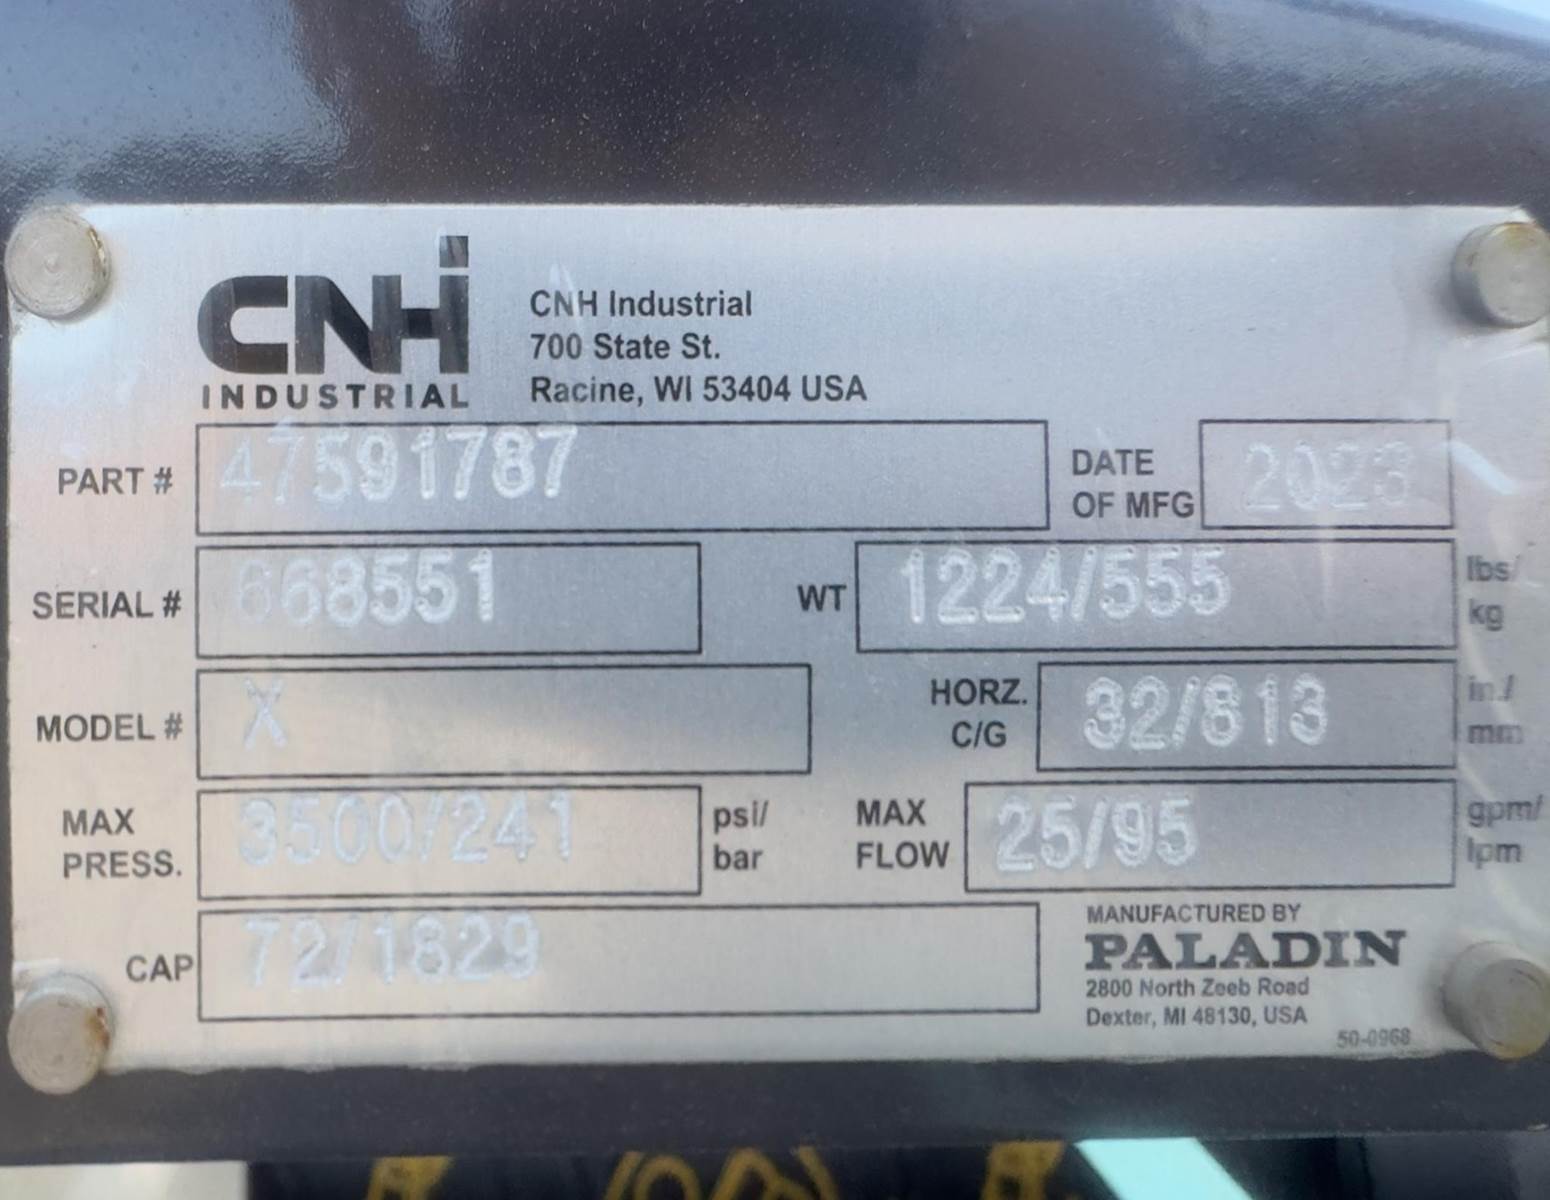 CNH
INDUSTRIAL
CNH Industrial
700 State St.
Racine, WI 53404 USA
PART # 47591787
DATE OF MFG 2023
SERIAL # 668551
WT 1224/555 lbs/ kg
MODEL # X
HORZ. C/G 32/813 in./ mm
MAX PRESS. 3500/241 psi/ bar
MAX FLOW 25/95 gpm/ lpm
CAP 72/1829
MANUFACTURED BY
PALADIN
2800 North Zeeb Road
Dexter, MI 48130, USA
50-0968